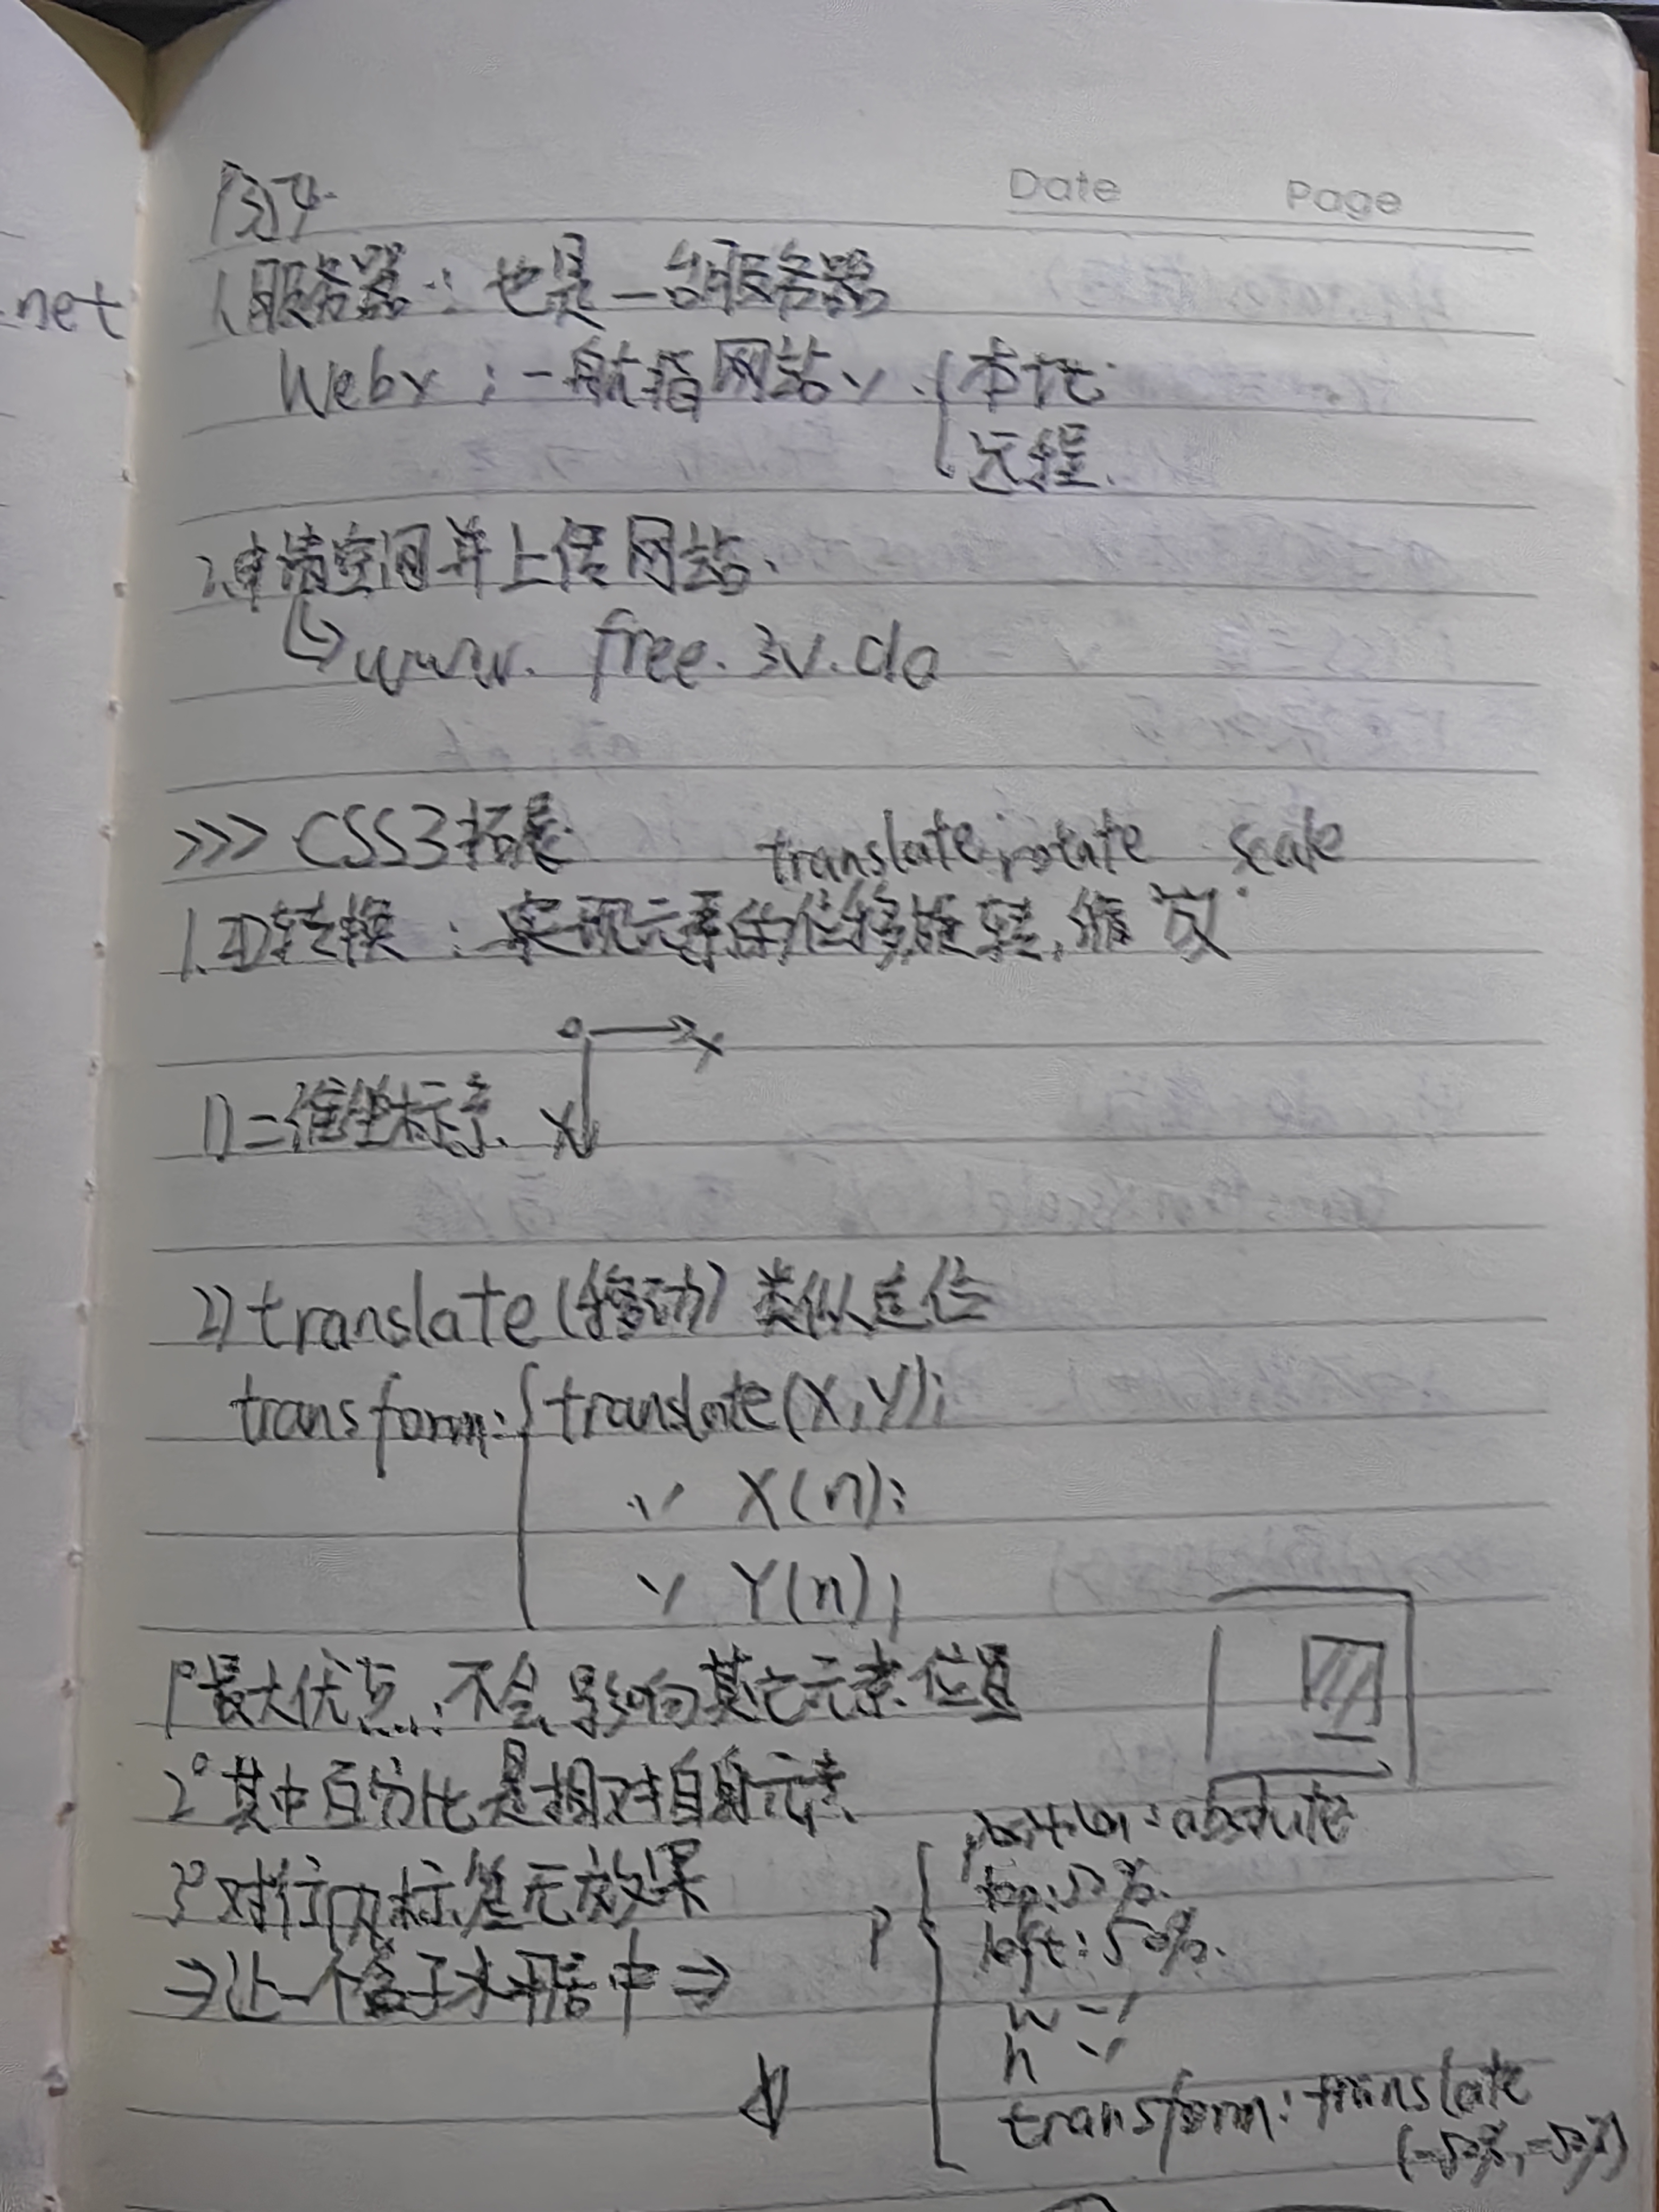 .net
Date Page
1.服务器：也是一台服务器
Web〃：一般指网站〃 { 本地
远程.
2.申请空间并上传网站.
↳ www. free.3v.do
>>> CSS3拓展
translate rotate scale
1.2D转换：实现元素的位移,旋转,缩放
1)二维坐标系
2) translate(移动) 类似定位
transform: { translate(X,Y);
〃 X(n);
〃 Y(n);
1°最大优点：不会影响其它元素位置
2°其中百分比是相对自身元素
3°对行内标签无效果
⇒让一个盒子水平居中⇒
P { position:absolute
top:50%.
left:50%.
w 〃
h 〃
transform: translate
(-50%,-50%)